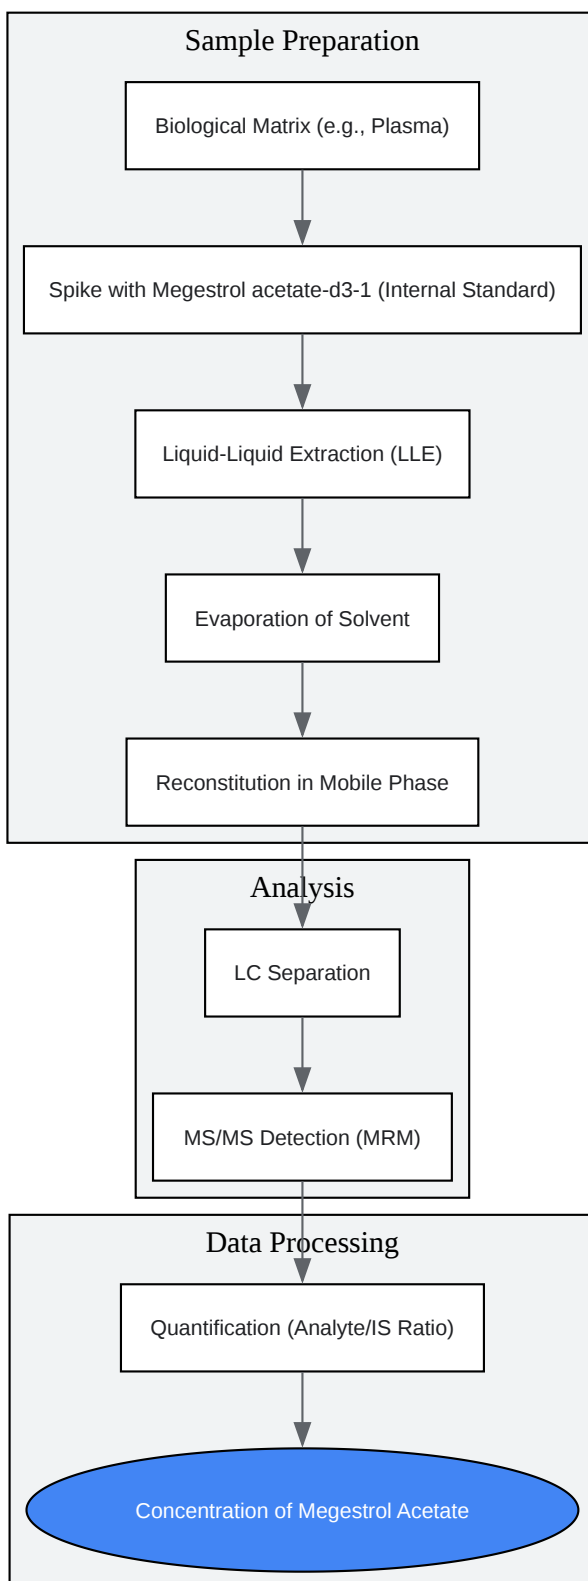 Sample Preparation
Biological Matrix (e.g., Plasma)
Spike with Megestrol acetate-d3-1 (Internal Standard)
Liquid-Liquid Extraction (LLE)
Evaporation of Solvent
Reconstitution in Mobile Phase
Analysis
LC Separation
MS/MS Detection (MRM)
Data Processing
Quantification (Analyte/IS Ratio)
Concentration of Megestrol Acetate